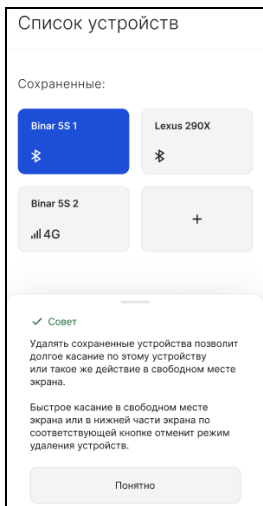 Список устройств
Сохраненные:
Binar 5S 1
Lexus 290X
Binar 5S 2
4G
+
Совет
Удалять сохраненные устройства позволит
долгое касание по этому устройству
или такое же действие в свободном месте
экрана.
Быстрое касание в свободном месте
экрана или в нижней части экрана по
соответствующей кнопке отменит режим
удаления устройств.
Понятно